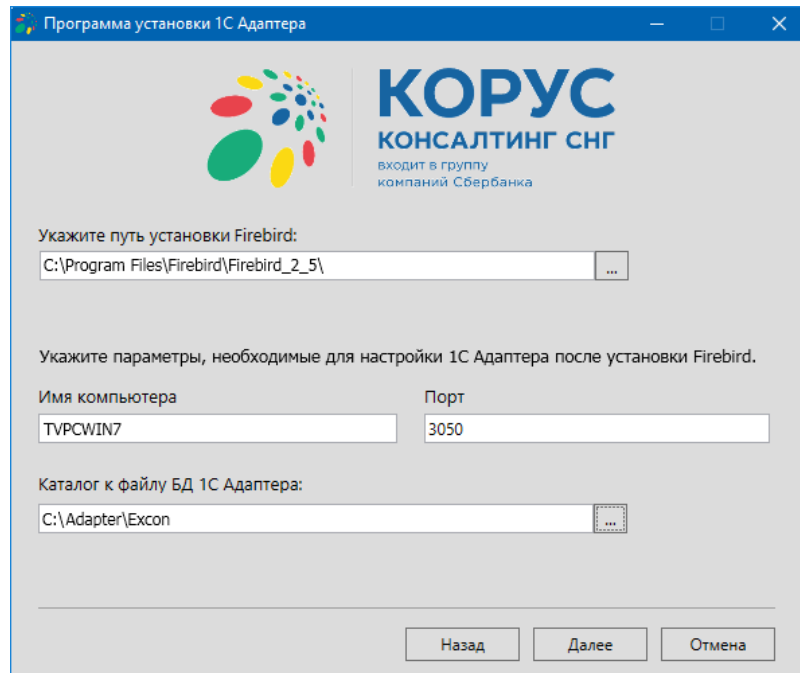 Программа установки 1С Адаптера
КОРУС
КОНСАЛТИНГ СНГ
входит в группу
компаний Сбербанка
Укажите путь установки Firebird:
C:\Program Files\Firebird\Firebird_2_5\
...
Укажите параметры, необходимые для настройки 1С Адаптера после установки Firebird.
Имя компьютера
Порт
TVPCWIN7
3050
Каталог к файлу БД 1С Адаптера:
C:\Adapter\Excon
...
Назад
Далее
Отмена